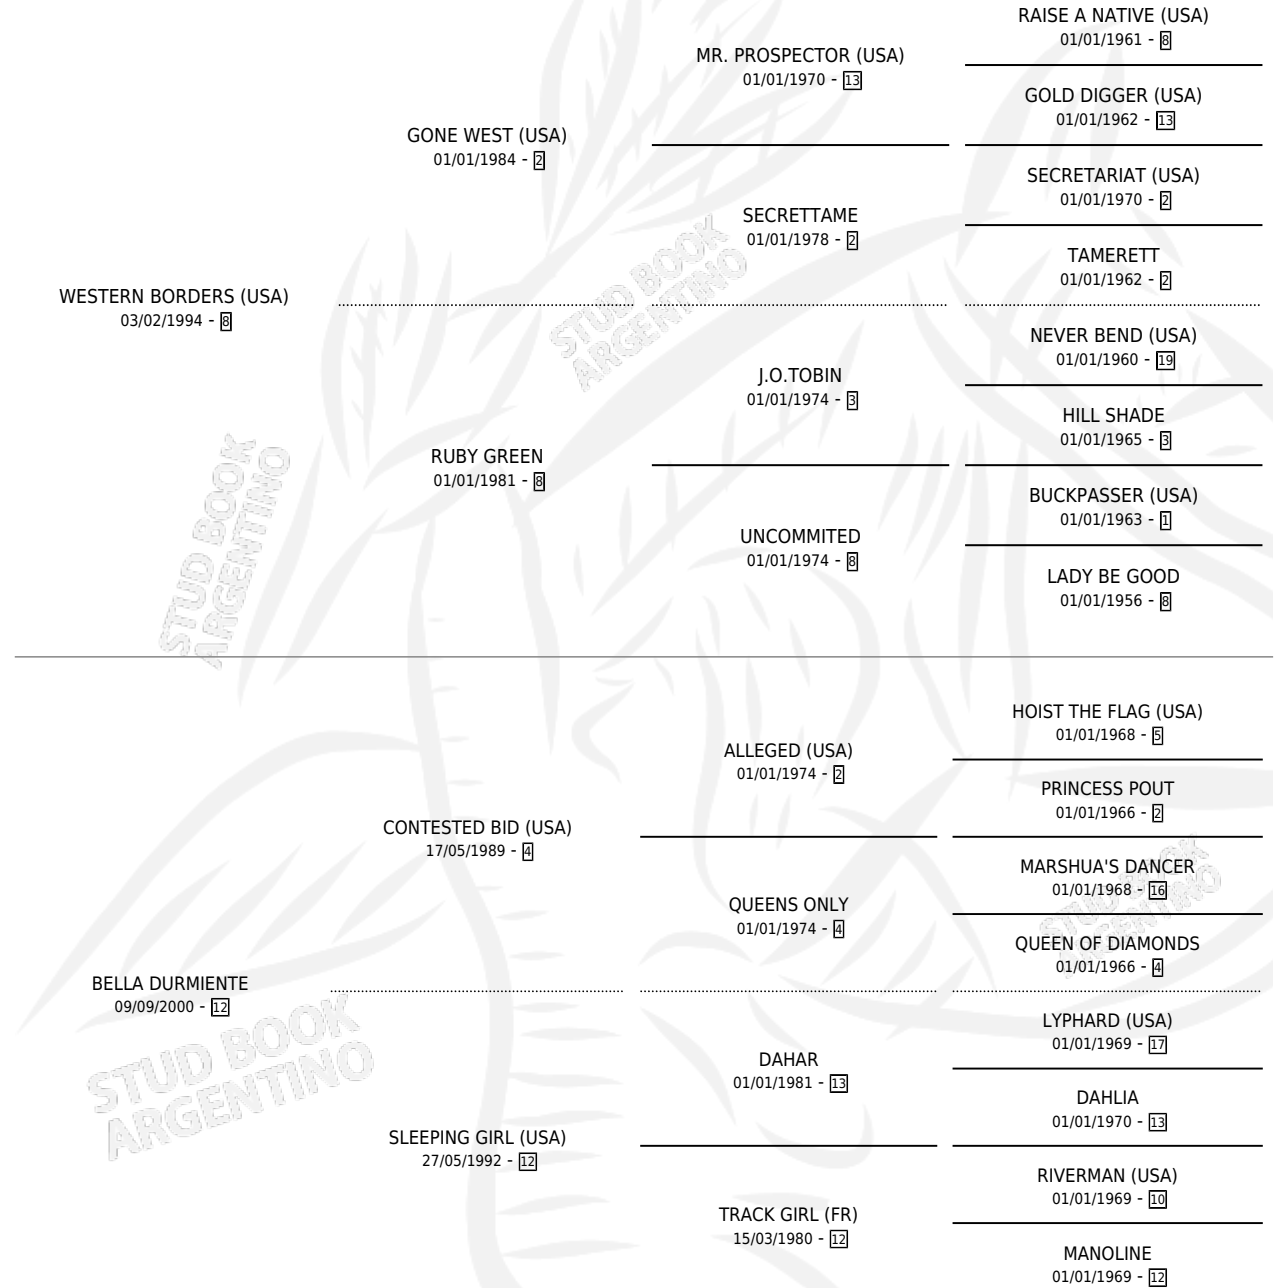 RAISE A NATIVE (USA)
01/01/1961 - 8
MR. PROSPECTOR (USA)
01/01/1970 - 13
GOLD DIGGER (USA)
01/01/1962 - 13
GONE WEST (USA)
01/01/1984 - 2
SECRETARIAT (USA)
01/01/1970 - 2
SECRETTAME
01/01/1978 - 2
TAMERETT
01/01/1962 - 2
WESTERN BORDERS (USA)
03/02/1994 - 8
STUD BOOK
ARGENTINO
NEVER BEND (USA)
01/01/1960 - 19
J.O.TOBIN
01/01/1974 - 3
HILL SHADE
01/01/1965 - 3
RUBY GREEN
01/01/1981 - 8
BUCKPASSER (USA)
01/01/1963 - 1
UNCOMMITED
01/01/1974 - 8
LADY BE GOOD
01/01/1956 - 8
STUD BOOK
ARGENTINO
HOIST THE FLAG (USA)
01/01/1968 - 5
ALLEGED (USA)
01/01/1974 - 2
PRINCESS POUT
01/01/1966 - 2
CONTESTED BID (USA)
17/05/1989 - 4
MARSHUA'S DANCER
01/01/1968 - 16
QUEENS ONLY
01/01/1974 - 4
STUD BOOK
ARGENTINO
QUEEN OF DIAMONDS
01/01/1966 - 4
BELLA DURMIENTE
09/09/2000 - 12
LYPHARD (USA)
01/01/1969 - 17
DAHAR
01/01/1981 - 13
DAHLIA
01/01/1970 - 13
STUD BOOK
ARGENTINO
SLEEPING GIRL (USA)
27/05/1992 - 12
RIVERMAN (USA)
01/01/1969 - 10
TRACK GIRL (FR)
15/03/1980 - 12
MANOLINE
01/01/1969 - 12